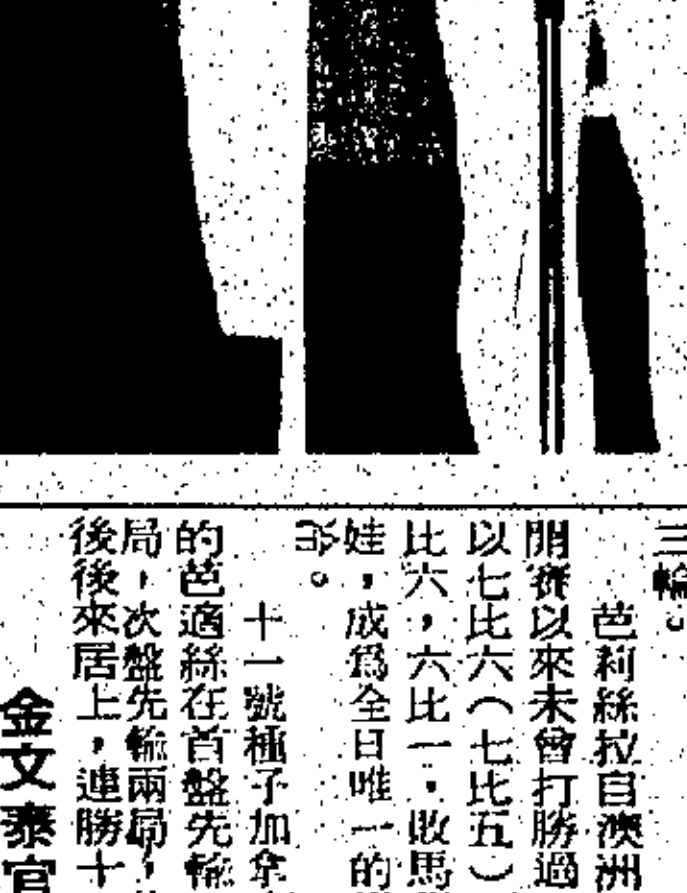 三輪。
芭莉絲拉自澳洲
開賽以來未曾打勝過
以七比六（七比五）
比六，六比一，敗馬
娃，成爲全日唯一的
十一號種子加拿
的芭適絲在首盤先輸
局，次盤先輸兩局，
後後來居上，連勝十
金文泰官